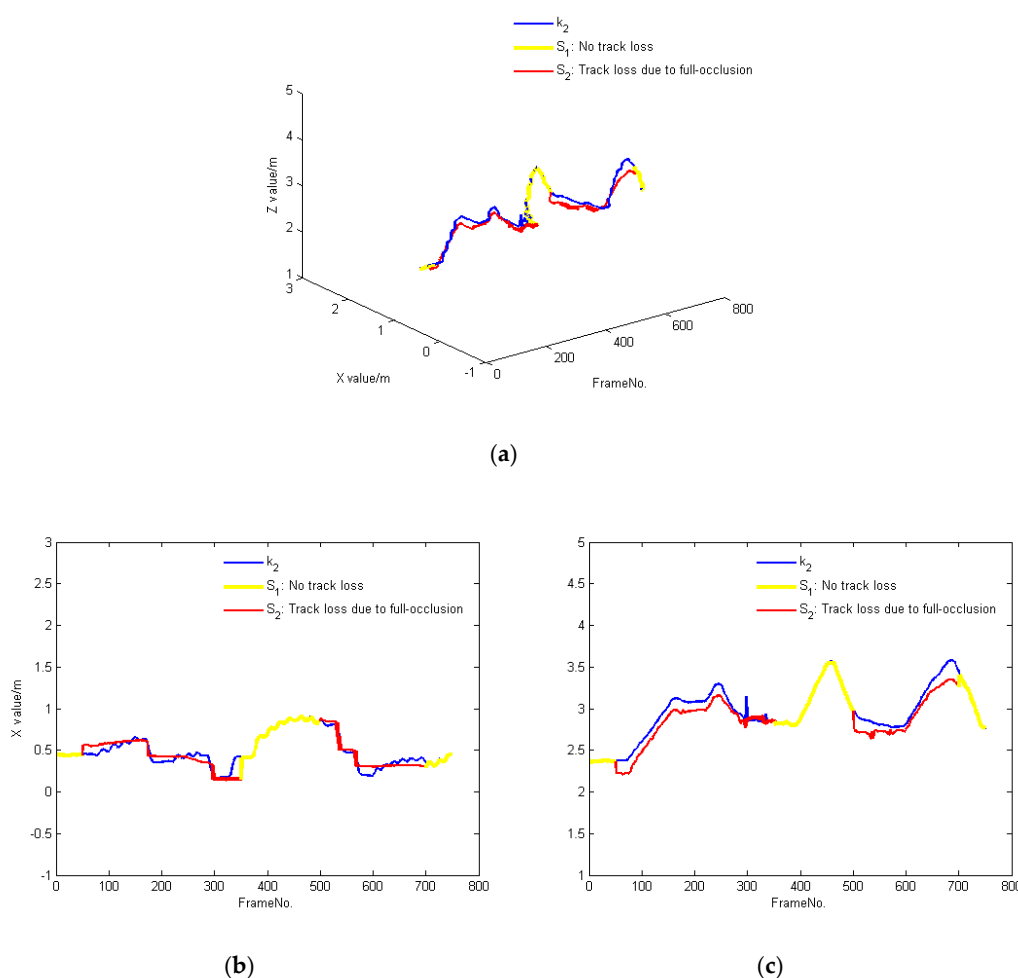 k2
S1: No track loss
S2: Track loss due to full-occlusion
5
4
3
2
1
Z value/m
3
2
1
0
-1
X value/m
0
200
400
600
800
FrameNo.
(a)
3
2.5
2
1.5
1
0.5
0
-0.5
-1
X value/m
k2
S1: No track loss
S2: Track loss due to full-occlusion
0 100 200 300 400 500 600 700 800
FrameNo.
(b)
5
4.5
4
3.5
3
2.5
2
1.5
1
k2
S1: No track loss
S2: Track loss due to full-occlusion
0 100 200 300 400 500 600 700 800
FrameNo.
(c)